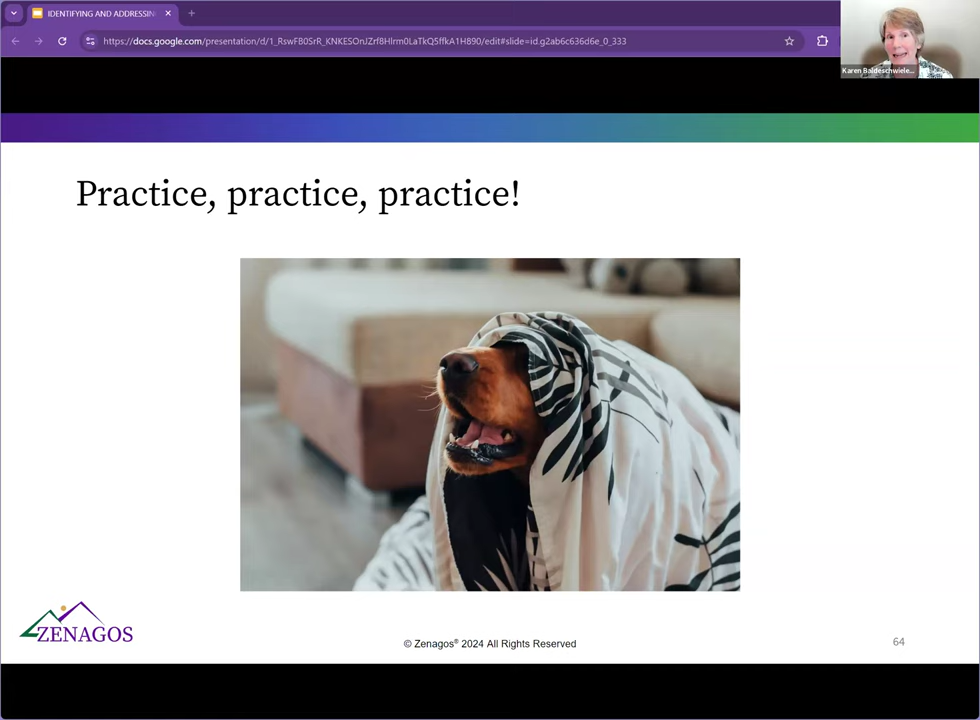 IDENTIFYING AND ADDRESSIN
https://docs.google.com/presentation/d/1_RswFB0SrR_KNKESOnJZrf8Hlrm0LaTkQ5ffkA1H890/edit#slide=id.g2ab6c636d6e_0_333
Karen Baldeschwiele...
Practice, practice, practice!
ZENAGOS
© Zenagos® 2024 All Rights Reserved
64